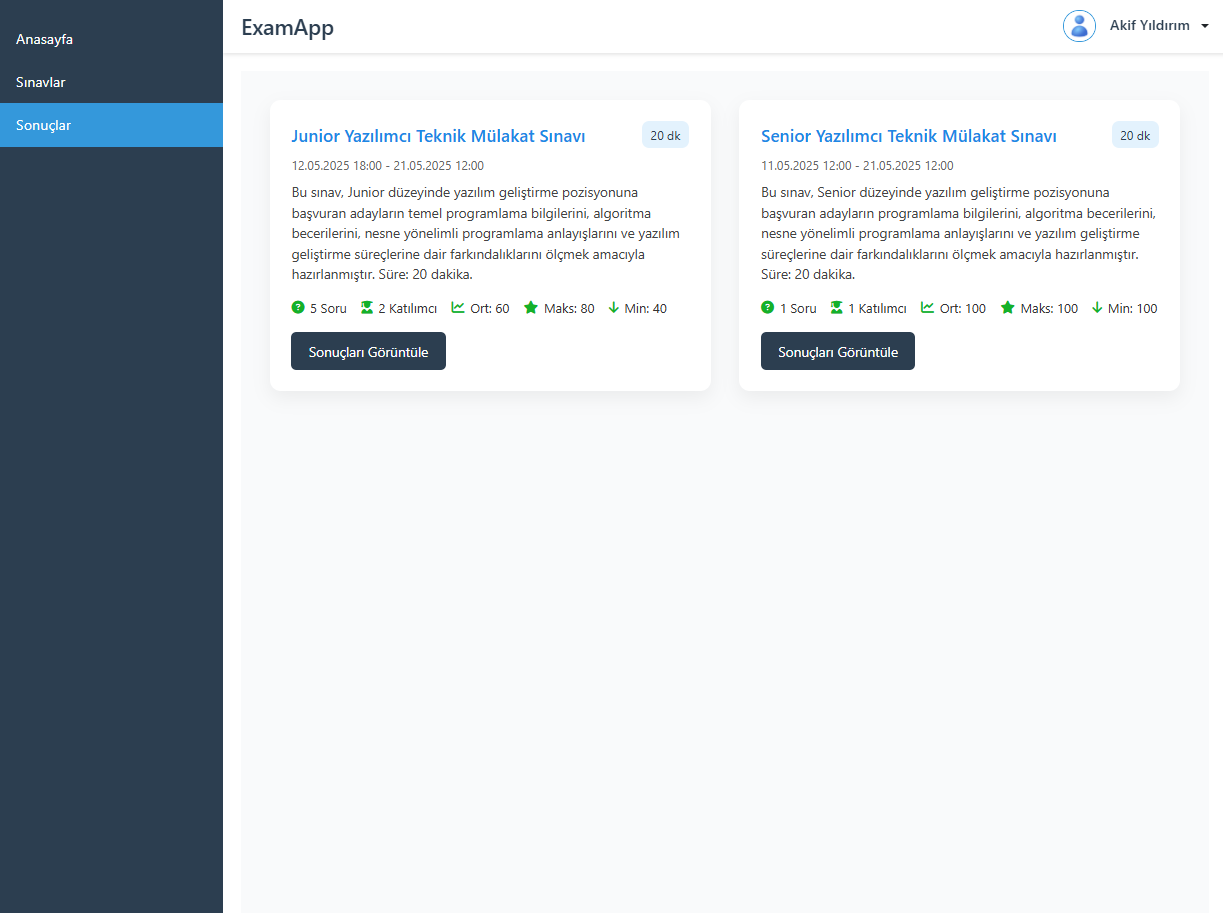 Anasayfa
Sınavlar
Sonuçlar
ExamApp
Akif Yıldırım
Junior Yazılımcı Teknik Mülakat Sınavı
20 dk
12.05.2025 18:00 - 21.05.2025 12:00
Bu sınav, Junior düzeyinde yazılım geliştirme pozisyonuna
başvuran adayların temel programlama bilgilerini, algoritma
becerilerini, nesne yönelimli programlama anlayışlarını ve yazılım
geliştirme süreçlerine dair farkındalıklarını ölçmek amacıyla
hazırlanmıştır. Süre: 20 dakika.
5 Soru 2 Katılımcı Ort: 60 Maks: 80 Min: 40
Sonuçları Görüntüle
Senior Yazılımcı Teknik Mülakat Sınavı
20 dk
11.05.2025 12:00 - 21.05.2025 12:00
Bu sınav, Senior düzeyinde yazılım geliştirme pozisyonuna
başvuran adayların programlama bilgilerini, algoritma becerilerini,
nesne yönelimli programlama anlayışlarını ve yazılım geliştirme
süreçlerine dair farkındalıklarını ölçmek amacıyla hazırlanmıştır.
Süre: 20 dakika.
1 Soru 1 Katılımcı Ort: 100 Maks: 100 Min: 100
Sonuçları Görüntüle